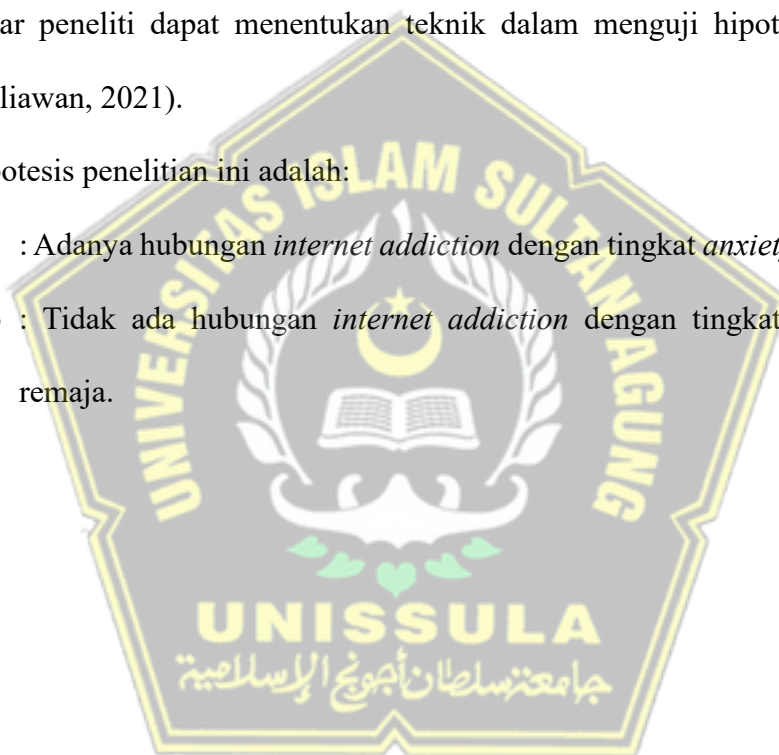 ar peneliti dapat menentukan teknik dalam menguji hipot
liawan, 2021).
otesis penelitian ini adalah:
: Adanya hubungan internet addiction dengan tingkat anxiet
: Tidak ada hubungan internet addiction dengan tingkat
remaja.
UNIVERSITAS ISLAM SULTAN AGUNG
UNISSULA
جامعة سلطان أجونج الإسلامية